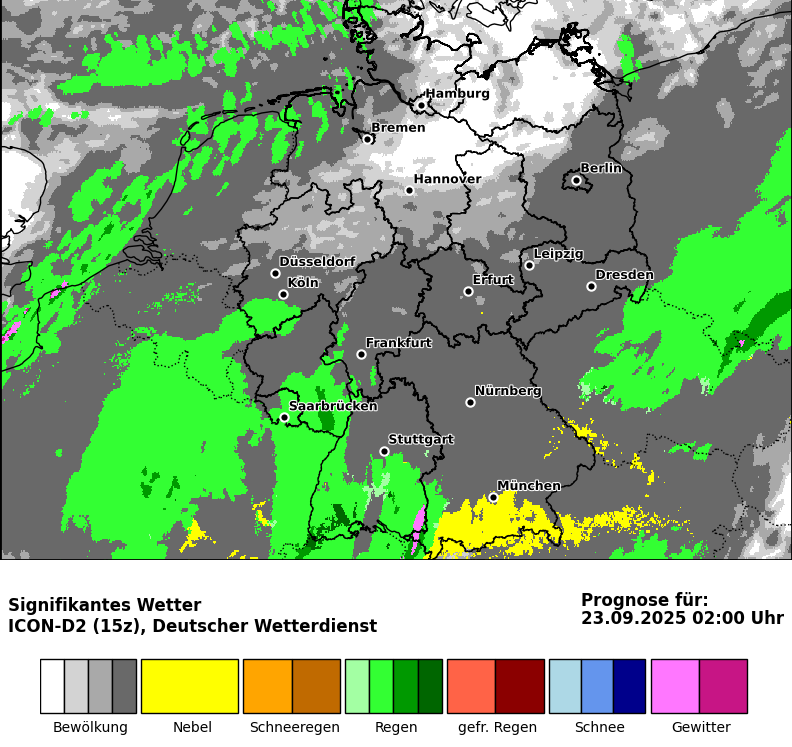 Hamburg
Bremen
Berlin
Hannover
Leipzig
Düsseldorf
Dresden
Erfurt
Köln
Frankfurt
Nürnberg
Saarbrücken
Stuttgart
München
Signifikantes Wetter
ICON-D2 (15z), Deutscher Wetterdienst
Prognose für:
23.09.2025 02:00 Uhr
Bewölkung Nebel Schneeregen Regen gefr. Regen Schnee Gewitter